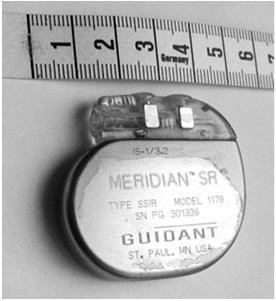 1 2 3 4 5 6 7
Germany
IS-1/3.2
MERIDIAN™ SR
TYPE SSIR MODEL 1176
SN PG 301336
GUIDANT
ST. PAUL, MN USA